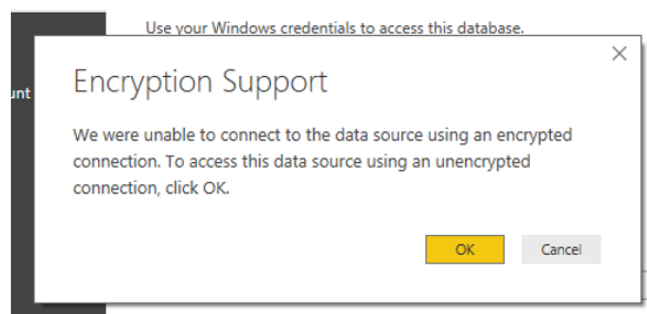 Use your Windows credentials to access this database.
Encryption Support
unt
We were unable to connect to the data source using an encrypted
connection. To access this data source using an unencrypted
connection, click OK.
OK Cancel